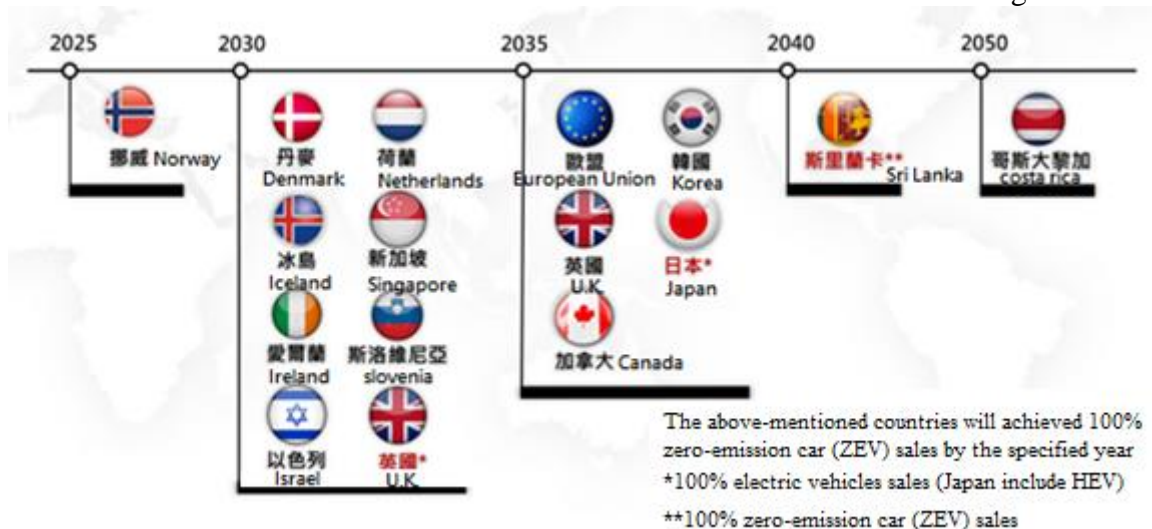 2025
2030
2035
2040
2050
挪威 Norway
丹麥
Denmark
荷蘭
Netherlands
冰島
Iceland
新加坡
Singapore
愛爾蘭
Ireland
斯洛維尼亞
slovenia
以色列
Israel
英國*
U.K.
歐盟
European Union
韓國
Korea
英國
U.K.
日本*
Japan
加拿大 Canada
斯里蘭卡**
Sri Lanka
哥斯大黎加
costa rica
The above-mentioned countries will achieved 100%
zero-emission car (ZEV) sales by the specified year
*100% electric vehicles sales (Japan include HEV)
**100% zero-emission car (ZEV) sales